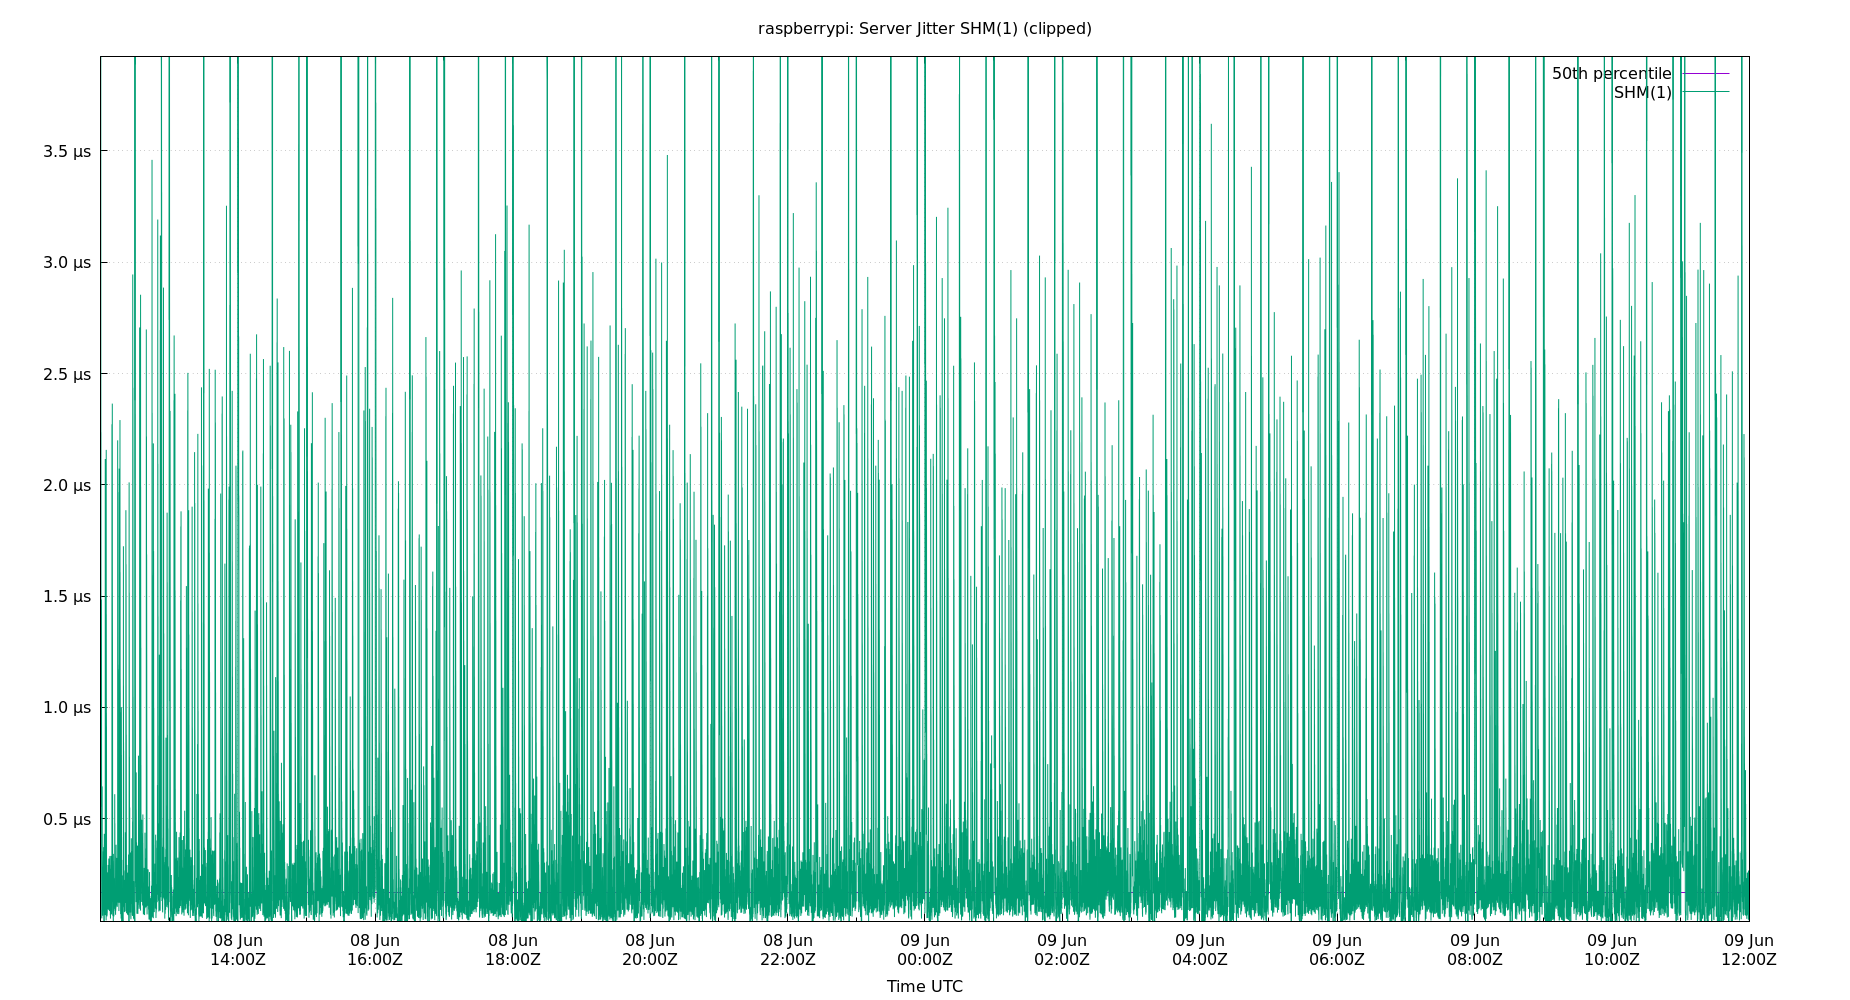 raspberrypi: Server Jitter SHM(1) (clipped)
50th percentile
SHM(1)
3.5 µs
3.0 µs
2.5 µs
2.0 µs
1.5 µs
1.0 µs
0.5 µs
08 Jun 08 Jun 08 Jun 08 Jun 08 Jun 09 Jun 09 Jun 09 Jun 09 Jun 09 Jun 09 Jun 09 Jun
14:00Z 16:00Z 18:00Z 20:00Z 22:00Z 00:00Z 02:00Z 04:00Z 06:00Z 08:00Z 10:00Z 12:00Z
Time UTC